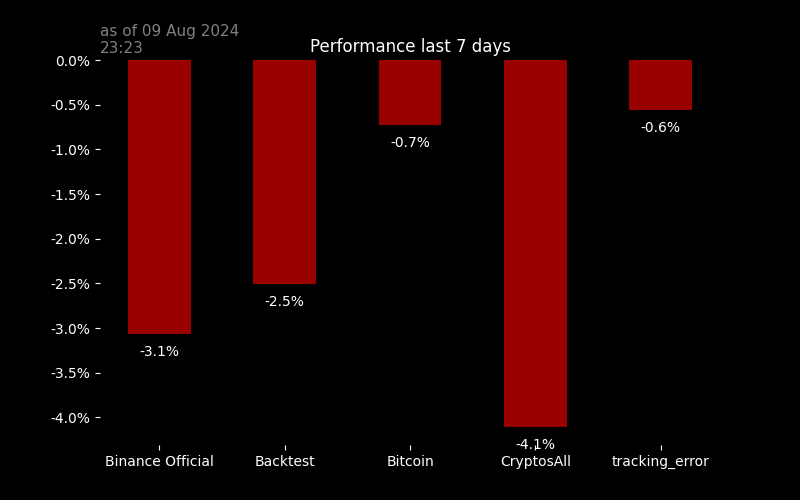 as of 09 Aug 2024
23:23
Performance last 7 days
0.0%
-0.5%
-1.0%
-1.5%
-2.0%
-2.5%
-3.0%
-3.5%
-4.0%
-3.1%
-2.5%
-0.7%
-4.1%
-0.6%
Binance Official
Backtest
Bitcoin
CryptosAll
tracking_error